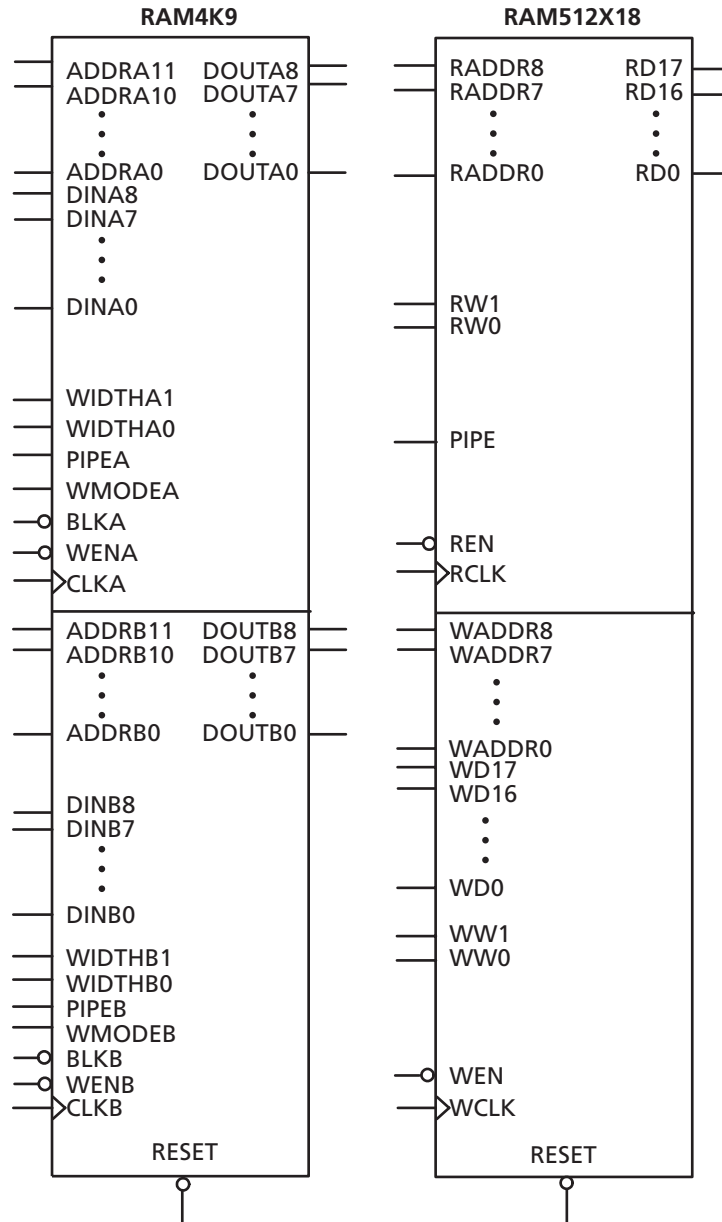 RAM4K9
ADDRA11 DOUTA8
ADDRA10 DOUTA7
ADDRA0 DOUTA0
DINA8
DINA7
DINA0
WIDTHA1
WIDTHA0
PIPEA
WMODEA
BLKA
WENA
CLKA
ADDRB11 DOUTB8
ADDRB10 DOUTB7
ADDRB0 DOUTB0
DINB8
DINB7
DINB0
WIDTHB1
WIDTHB0
PIPEB
WMODEB
BLKB
WENB
CLKB
RESET
RAM512X18
RADDR8 RD17
RADDR7 RD16
RADDR0 RD0
RW1
RW0
PIPE
REN
RCLK
WADDR8
WADDR7
WADDR0
WD17
WD16
WD0
WW1
WW0
WEN
WCLK
RESET